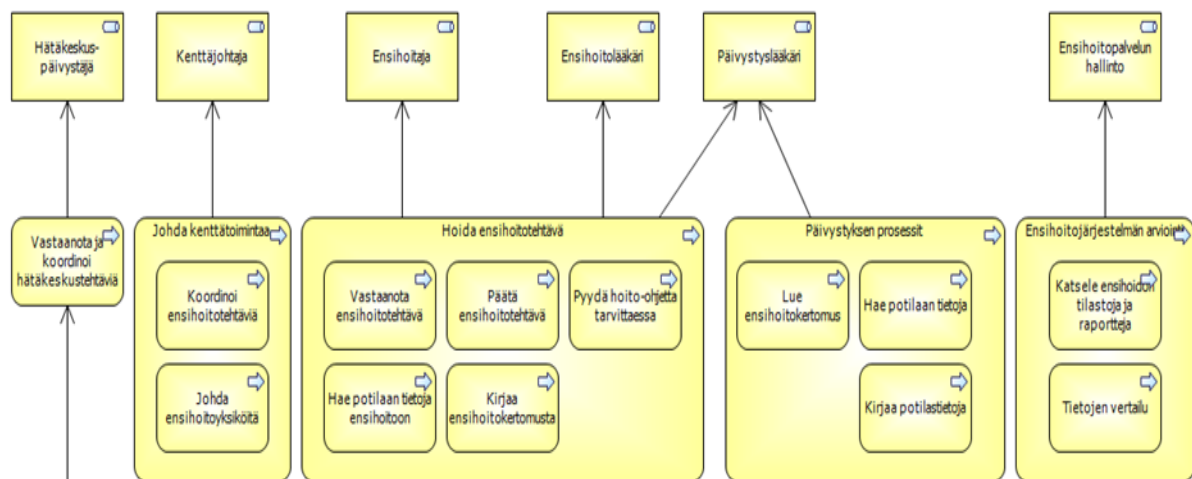 Hätäkeskus-
päivystäjä
Kenttäjohtaja
Ensihoitaja
Ensihoitolääkäri
Päivystyslääkäri
Ensihoitopalvelun
hallinto
Vastaanota ja
koordinoi
hätäkeskustehtäviä
Johda kenttätoimintaa
Koordinoi
ensihoitotehtäviä
Johda
ensihoitoyksiköitä
Hoida ensihoitotehtävä
Vastaanota
ensihoitotehtävä
Päätä
ensihoitotehtävä
Pyydä hoito-ohjetta
tarvittaessa
Hae potilaan tietoja
ensihoitoon
Kirjaa
ensihoitokertomusta
Päivystyksen prosessit
Lue
ensihoitokertomus
Hae potilaan tietoja
Kirjaa potilastietoja
Ensihoitojärjestelmän arviointi
Katsele ensihoidon
tilastoja ja
raportteja
Tietojen vertailu